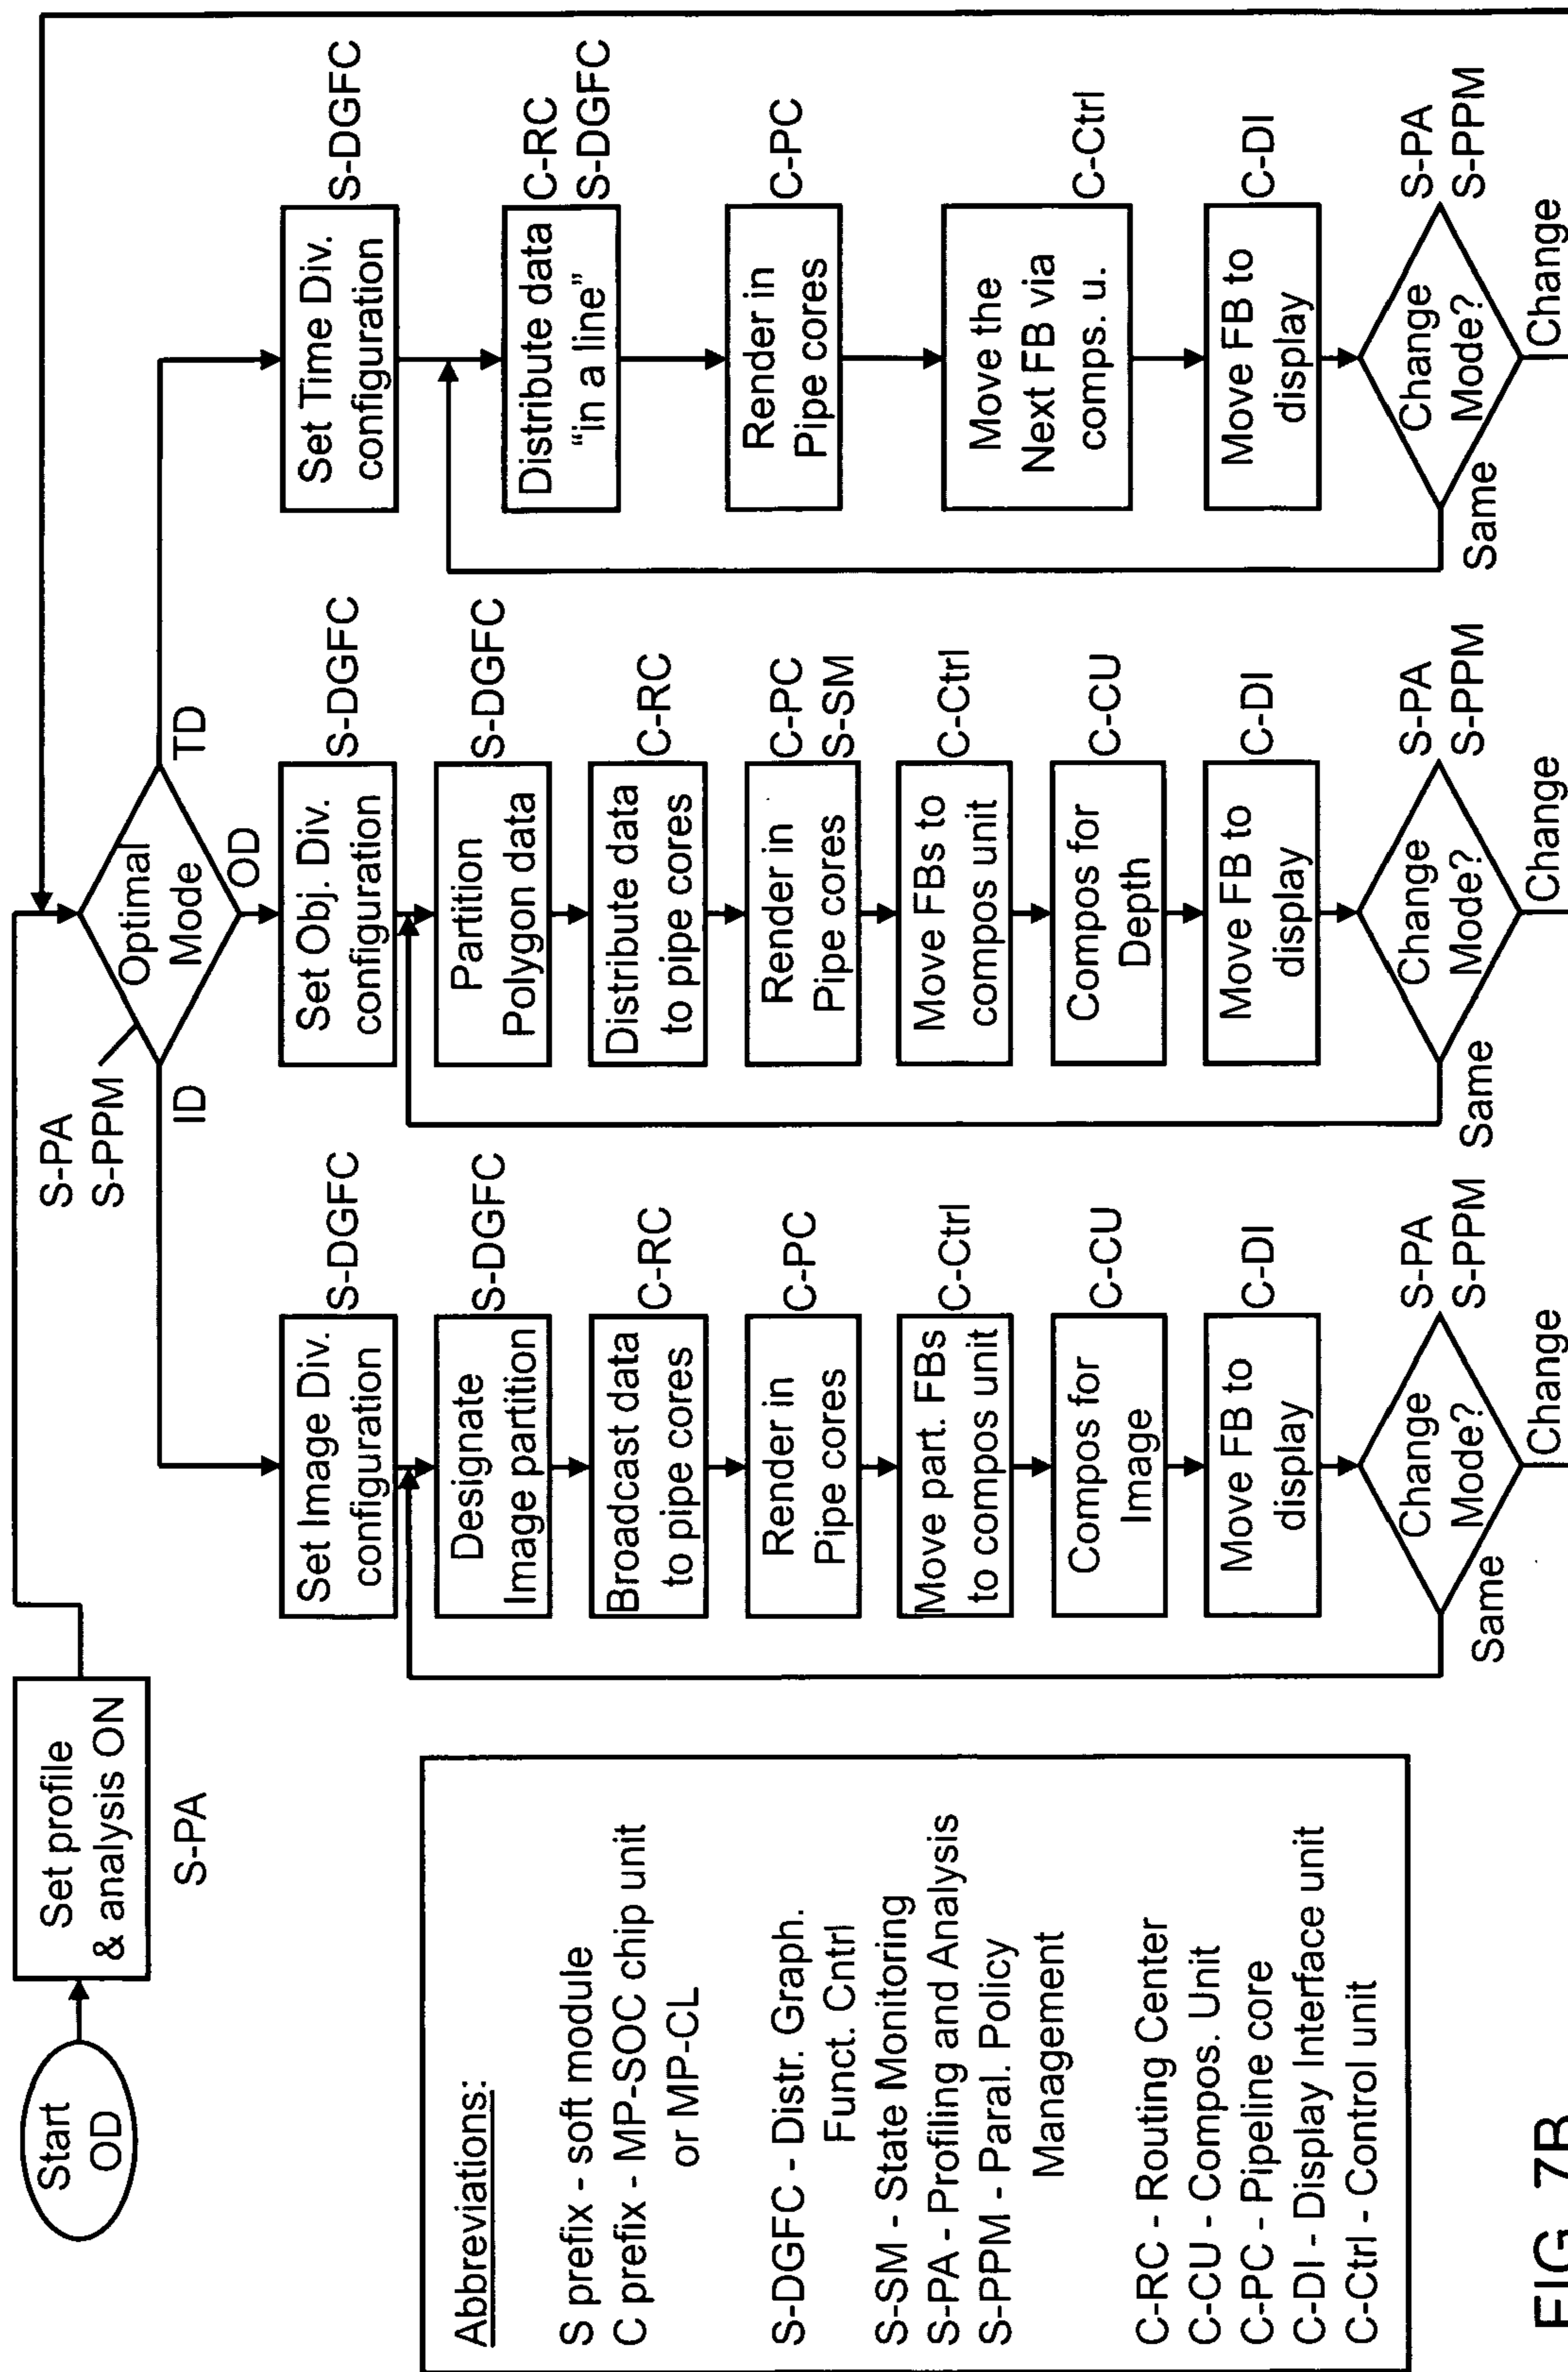 Start
OD
Set profile
& analysis ON
S-PA
S-PA
S-PPM
Optimal
Mode
ID
OD
TD
Set Image Div.
configuration
S-DGFC
Designate
Image partition
S-DGFC
Broadcast data
to pipe cores
C-RC
Render in
Pipe cores
C-PC
Move part. FBs
to compos unit
C-Ctrl
Compos for
Image
C-CU
Move FB to
display
C-DI
Change
Mode?
S-PA
S-PPM
Same
Change
Set Obj. Div.
configuration
S-DGFC
Partition
Polygon data
S-DGFC
Distribute data
to pipe cores
C-RC
Render in
Pipe cores
C-PC
S-SM
Move FBs to
compos unit
C-Ctrl
Compos for
Depth
C-CU
Move FB to
display
C-DI
Change
Mode?
S-PA
S-PPM
Same
Change
Set Time Div.
configuration
S-DGFC
Distribute data
“in a line”
C-RC
S-DGFC
Render in
Pipe cores
C-PC
Move the
Next FB via
comps. u.
C-Ctrl
Move FB to
display
C-DI
Change
Mode?
S-PA
S-PPM
Same
Change
Abbreviations:
S prefix - soft module
C prefix - MP-SOC chip unit
or MP-CL
S-DGFC - Distr. Graph.
Funct. Cntrl
S-SM - State Monitoring
S-PA - Profiling and Analysis
S-PPM - Paral. Policy
Management
C-RC - Routing Center
C-CU - Compos. Unit
C-PC - Pipeline core
C-DI - Display Interface unit
C-Ctrl - Control unit
FIG. 7B